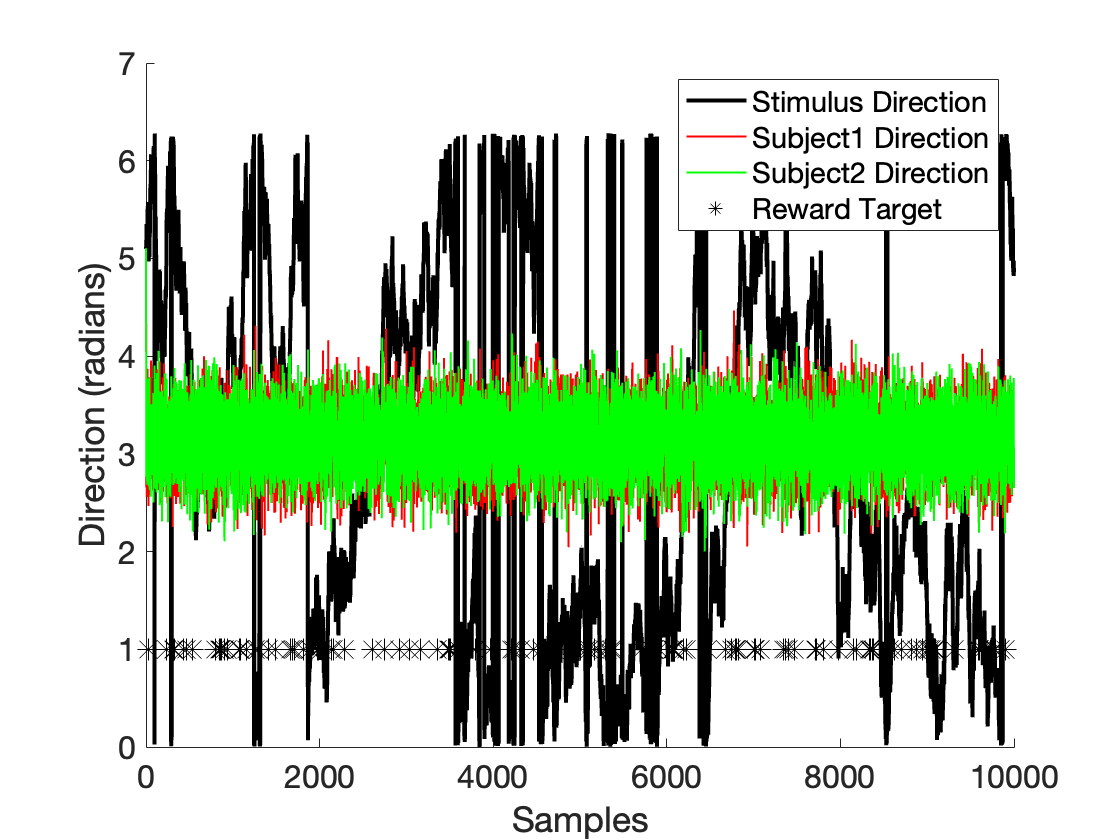 7
6
5
4
3
2
1
0
0 2000 4000 6000 8000 10000
Direction (radians)
Samples
Stimulus Direction
Subject1 Direction
Subject2 Direction
Reward Target